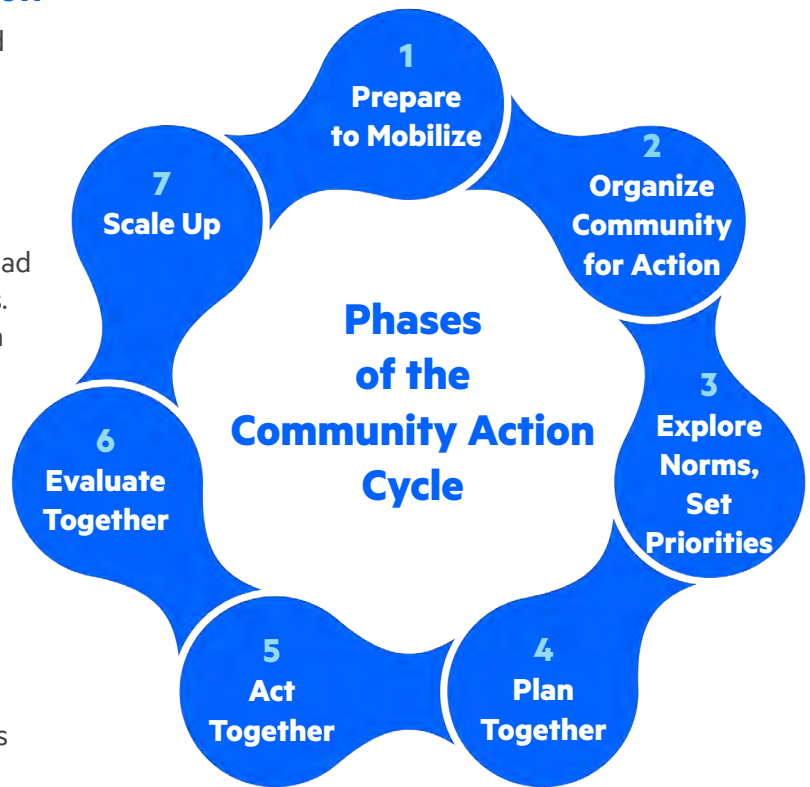 1
Prepare
to Mobilize
2
Organize
Community
for Action
3
Explore
Norms,
Set
Priorities
4
Plan
Together
5
Act
Together
6
Evaluate
Together
7
Scale Up
Phases
of the
Community Action
Cycle